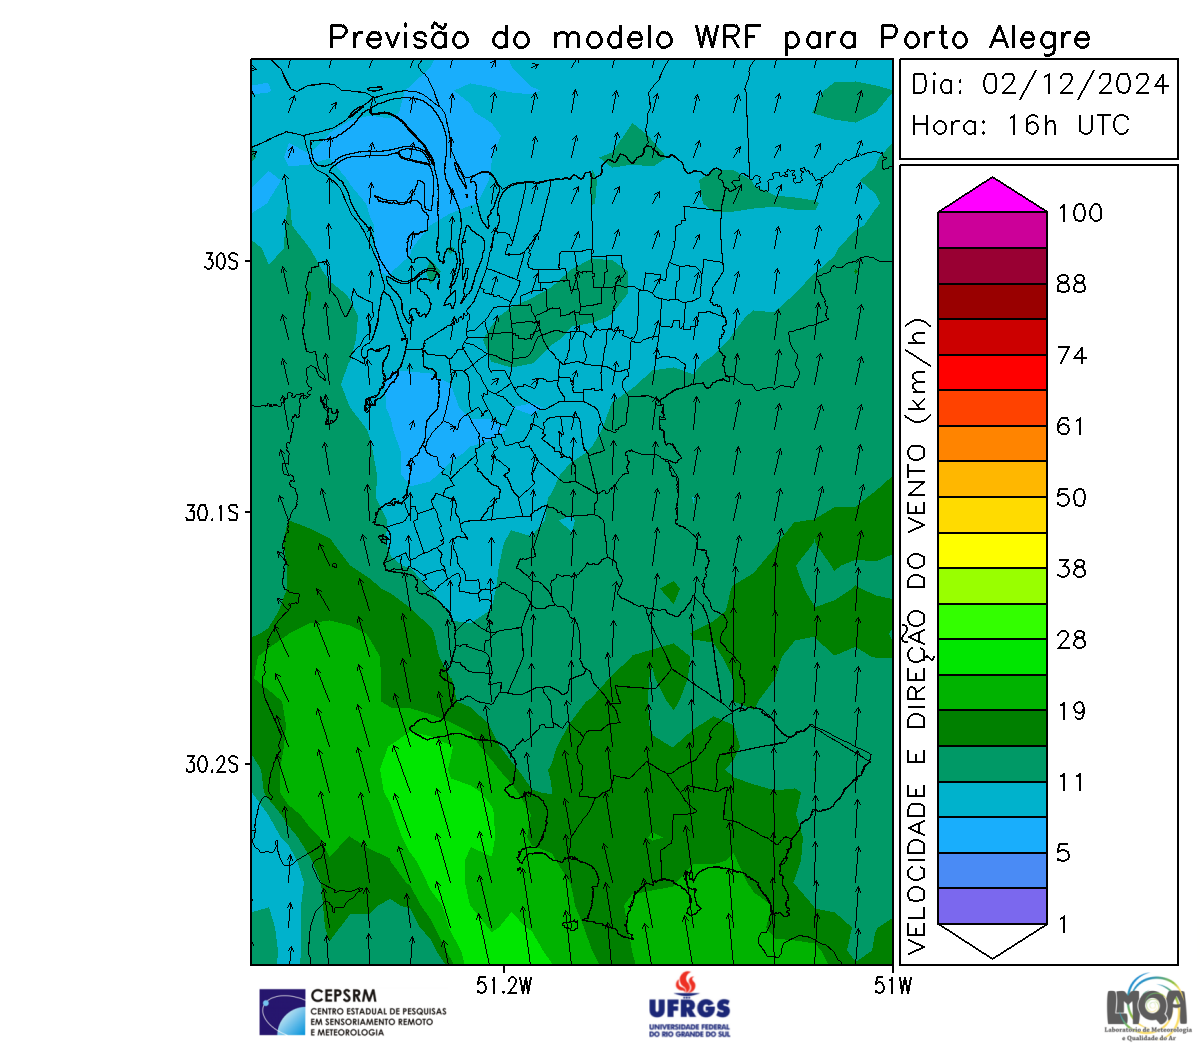 Previsão do modelo WRF para Porto Alegre
Dia: 02/12/2024
Hora: 16h UTC
30S
30.1S
30.2S
51.2W
51W
VELOCIDADE E DIREÇÃO DO VENTO (km/h)
100
88
74
61
50
38
28
19
11
5
1
CEPSRM
CENTRO ESTADUAL DE PESQUISAS
EM SENSORIAMENTO REMOTO
E METEOROLOGIA
UFRGS
UNIVERSIDADE FEDERAL
DO RIO GRANDE DO SUL
LMQA
Laboratório de Meteorologia
e Qualidade do Ar